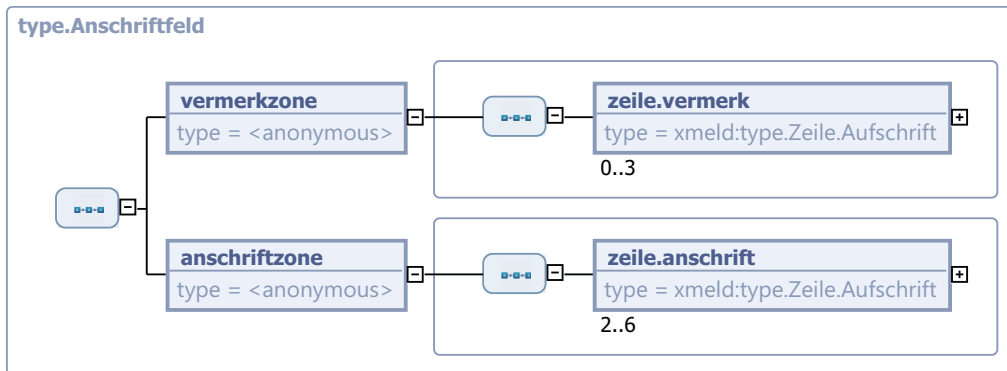 type.Anschriftfeld
vermerkzone
type = <anonymous>
zeile.vermerk
type = xmeld:type.Zeile.Aufschrift
0..3
anschriftzone
type = <anonymous>
zeile.anschrift
type = xmeld:type.Zeile.Aufschrift
2..6